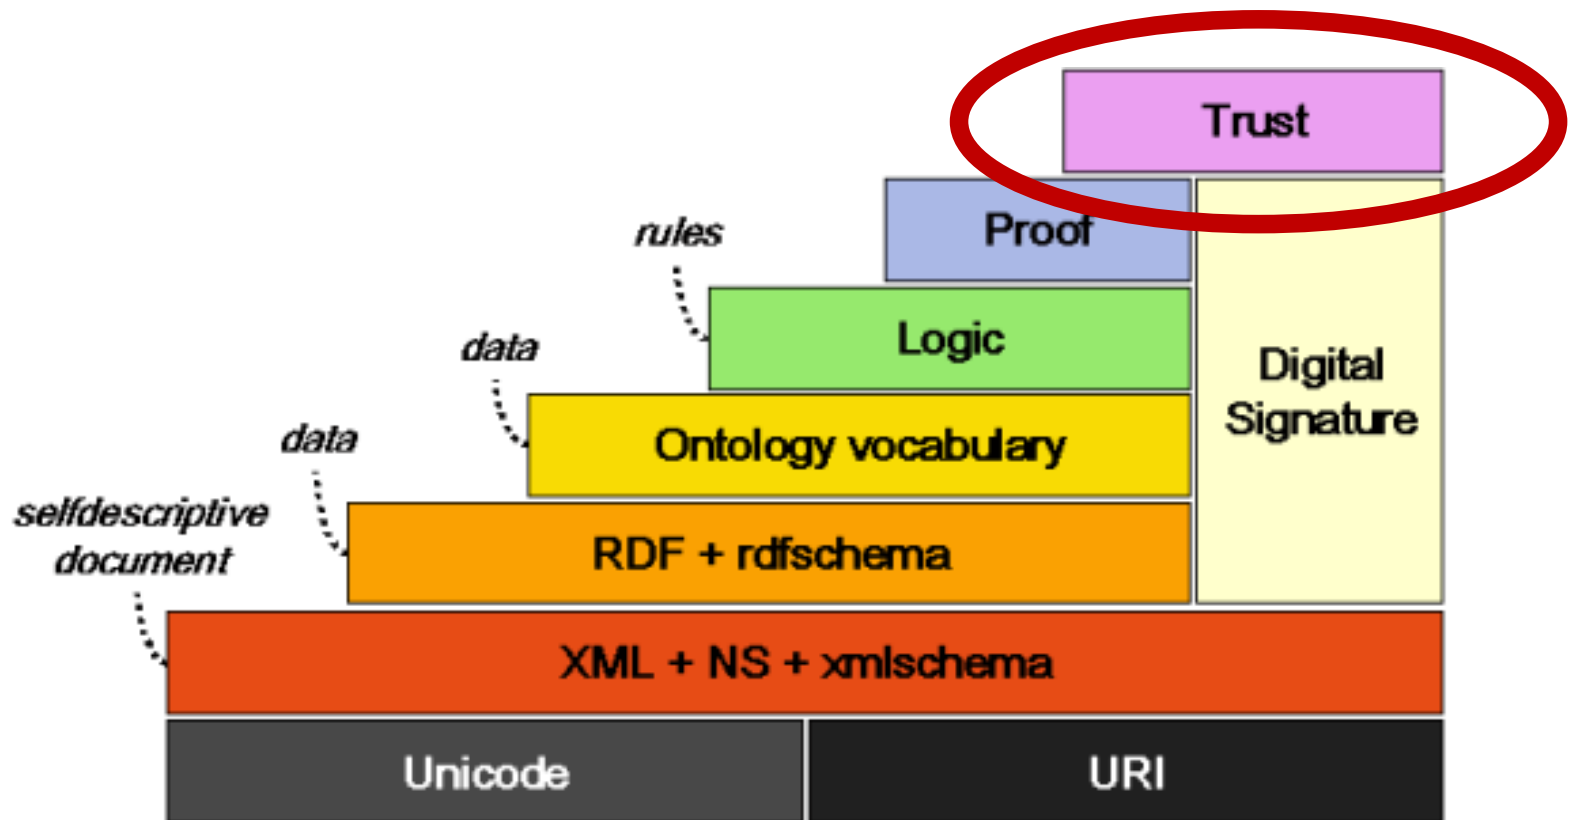 Trust
Proof
rules
Logic
data
Digital
Signature
Ontology vocabulary
data
RDF + rdfschema
selfdescriptive
document
XML + NS + xmlschema
Unicode
URI